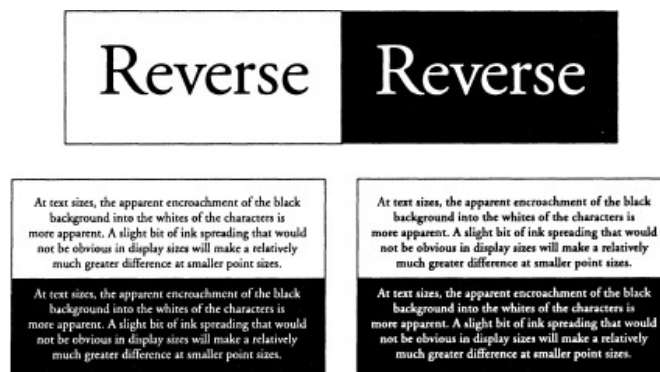 Reverse
Reverse
At text sizes, the apparent encroachment of the black
background into the whites of the characters is
more apparent. A slight bit of ink spreading that would
not be obvious in display sizes will make a relatively
much greater difference at smaller point sizes.
At text sizes, the apparent encroachment of the black
background into the whites of the characters is
more apparent. A slight bit of ink spreading that would
not be obvious in display sizes will make a relatively
much greater difference at smaller point sizes.
At text sizes, the apparent encroachment of the black
background into the whites of the characters is
more apparent. A slight bit of ink spreading that would
not be obvious in display sizes will make a relatively
much greater difference at smaller point sizes.
At text sizes, the apparent encroachment of the black
background into the whites of the characters is
more apparent. A slight bit of ink spreading that would
not be obvious in display sizes will make a relatively
much greater difference at smaller point sizes.